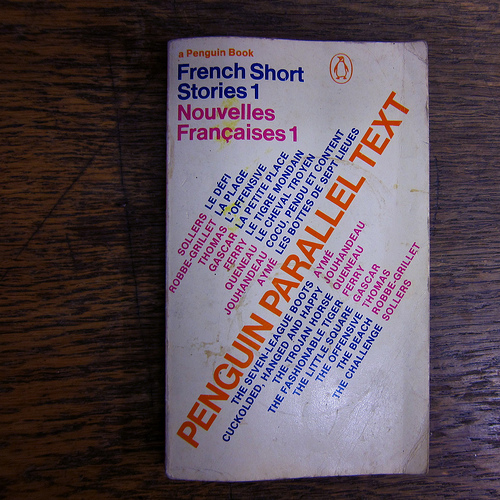 a Penguin Book
French Short
Stories 1
Nouvelles
Françaises 1
SOLLERS LE DÉFI
ROBBE-GRILLET LA PLAGE
THOMAS L'OFFENSIVE
GASCAR LA PETITE PLACE
FERRY LE TIGRE MONDAIN
QUENEAU LE CHEVAL TROYEN
JOUHANDEAU COCU, PENDU ET CONTENT
AYMÉ LES BOTTES DE SEPT LIEUES
PENGUIN PARALLEL TEXT
THE SEVEN-LEAGUE BOOTS AYMÉ
CUCKOLDED, HANGED AND HAPPY JOUHANDEAU
THE TROJAN HORSE QUENEAU
THE FASHIONABLE TIGER FERRY
THE LITTLE SQUARE GASCAR
THE OFFENSIVE THOMAS
THE BEACH ROBBE-GRILLET
THE CHALLENGE SOLLERS